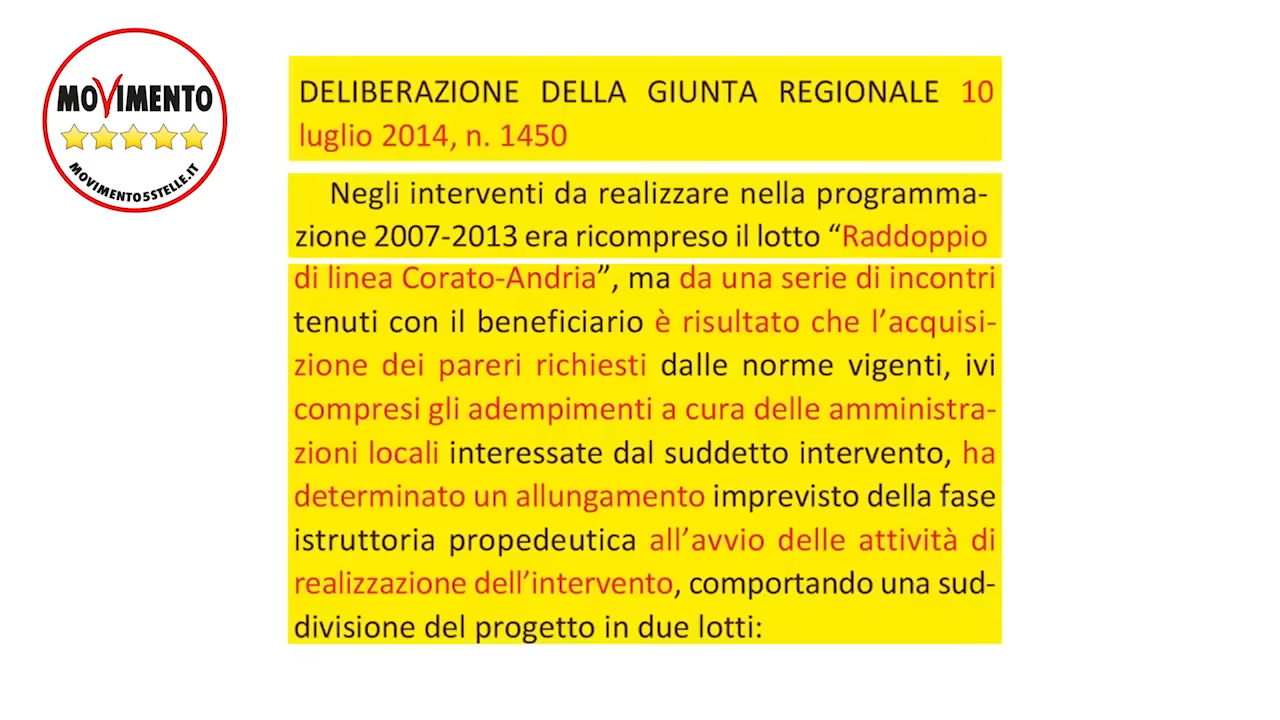 MOVIMENTO
MOVIMENTO5STELLE.IT
DELIBERAZIONE DELLA GIUNTA REGIONALE 10
luglio 2014, n. 1450
Negli interventi da realizzare nella programma-
zione 2007-2013 era ricompreso il lotto “Raddoppio
di linea Corato-Andria”, ma da una serie di incontri
tenuti con il beneficiario è risultato che l’acquisi-
zione dei pareri richiesti dalle norme vigenti, ivi
compresi gli adempimenti a cura delle amministra-
zioni locali interessate dal suddetto intervento, ha
determinato un allungamento imprevisto della fase
istruttoria propedeutica all’avvio delle attività di
realizzazione dell’intervento, comportando una sud-
divisione del progetto in due lotti: